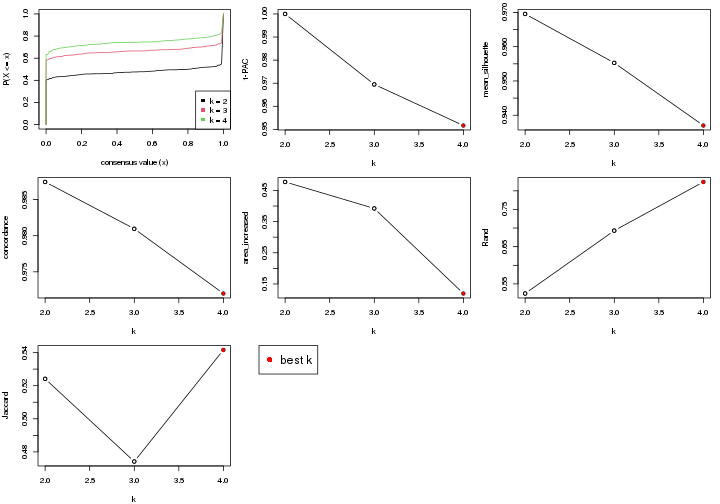 P(X <= x)
1.0
0.8
0.6
0.4
0.2
0.0
k = 2
k = 3
k = 4
0.0 0.2 0.4 0.6 0.8 1.0
consensus value (x)
1-PAC
1.00
0.99
0.98
0.97
0.96
0.95
2.0 2.5 3.0 3.5 4.0
k
mean_silhouette
0.970
0.960
0.950
0.940
2.0 2.5 3.0 3.5 4.0
k
concordance
0.985
0.980
0.975
2.0 2.5 3.0 3.5 4.0
k
area_increased
0.45
0.35
0.25
0.15
2.0 2.5 3.0 3.5 4.0
k
Rand
0.75
0.65
0.55
2.0 2.5 3.0 3.5 4.0
k
Jaccard
0.54
0.52
0.50
0.48
2.0 2.5 3.0 3.5 4.0
k
best k